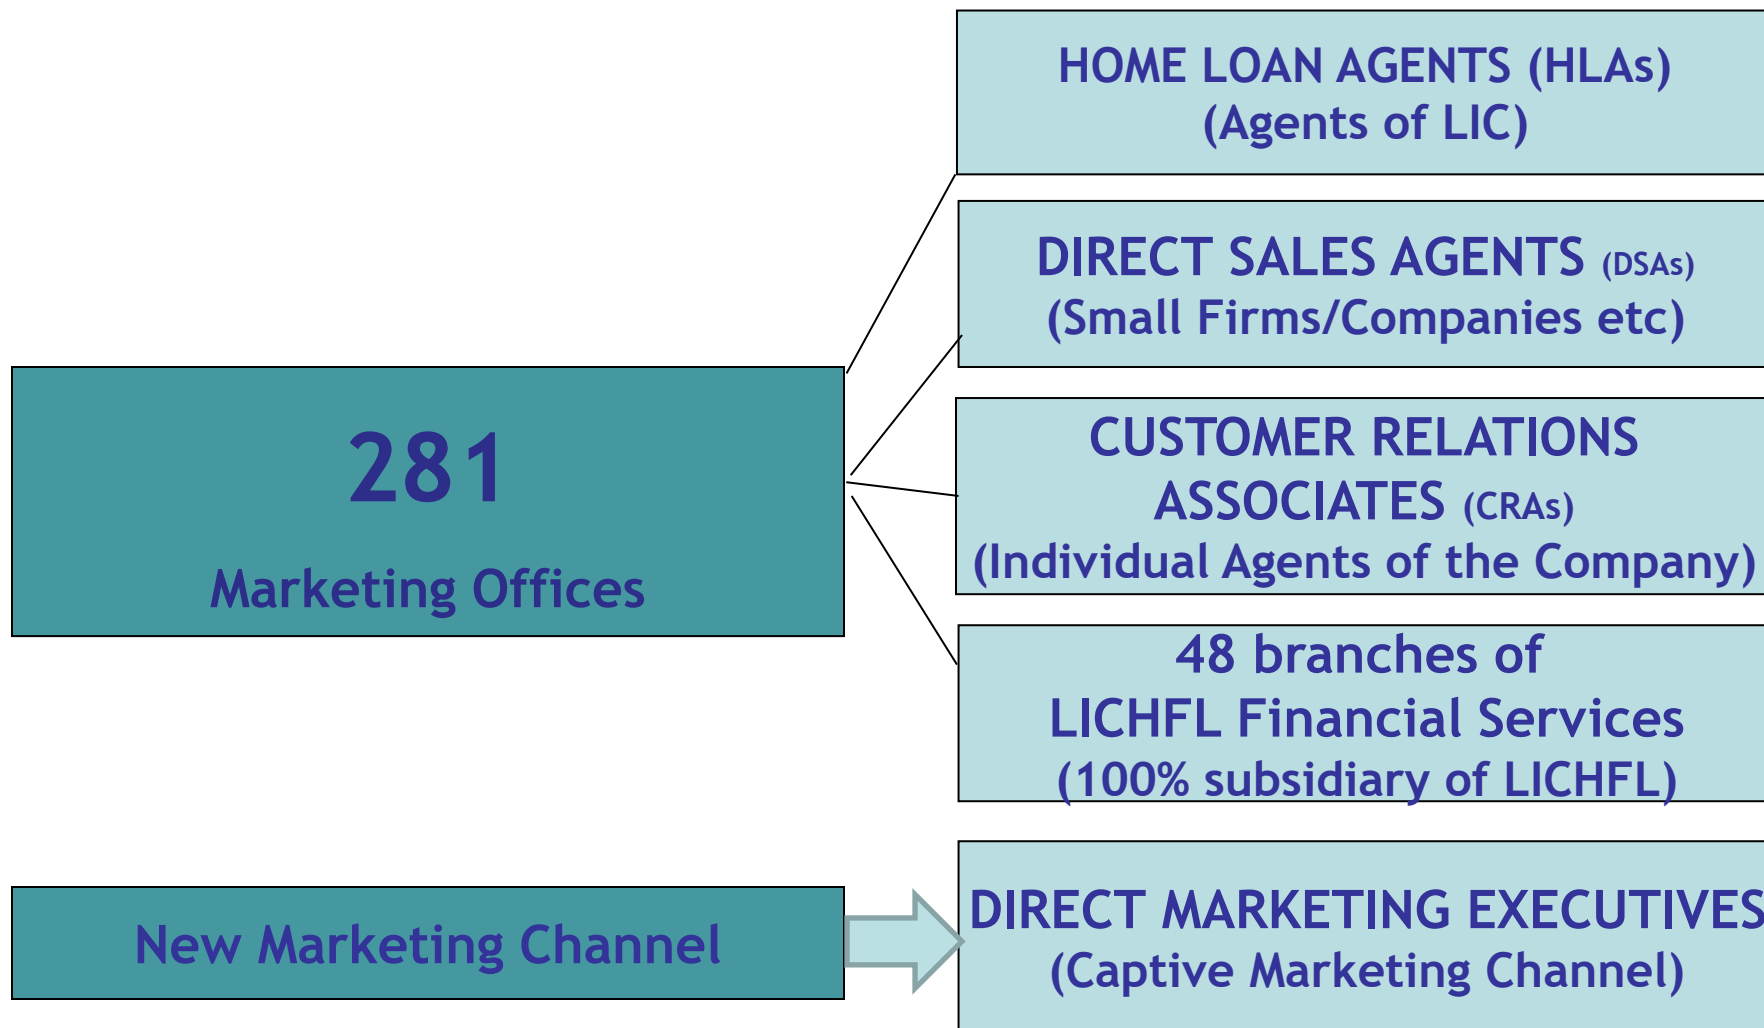 HOME LOAN AGENTS (HLAs)
(Agents of LIC)
DIRECT SALES AGENTS (DSAs)
(Small Firms/Companies etc)
281
Marketing Offices
CUSTOMER RELATIONS
ASSOCIATES (CRAs)
(Individual Agents of the Company)
48 branches of
LICHFL Financial Services
(100% subsidiary of LICHFL)
New Marketing Channel
DIRECT MARKETING EXECUTIVES
(Captive Marketing Channel)